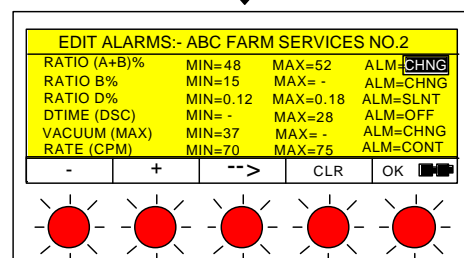 EDIT ALARMS:- ABC FARM SERVICES NO.2
RATIO (A+B)% MIN=48 MAX=52 ALM=CHNG
RATIO B% MIN=15 MAX= - ALM=CHNG
RATIO D% MIN=0.12 MAX=0.18 ALM=SLNT
DTIME (DSC) MIN= - MAX=28 ALM=OFF
VACUUM (MAX) MIN=37 MAX= - ALM=CHNG
RATE (CPM) MIN=70 MAX=75 ALM=CONT
- + --> CLR OK